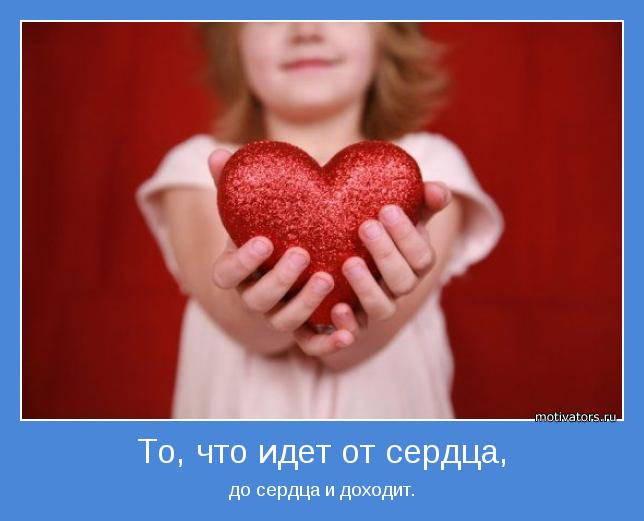 motivators.ru
То, что идет от сердца,
до сердца и доходит.